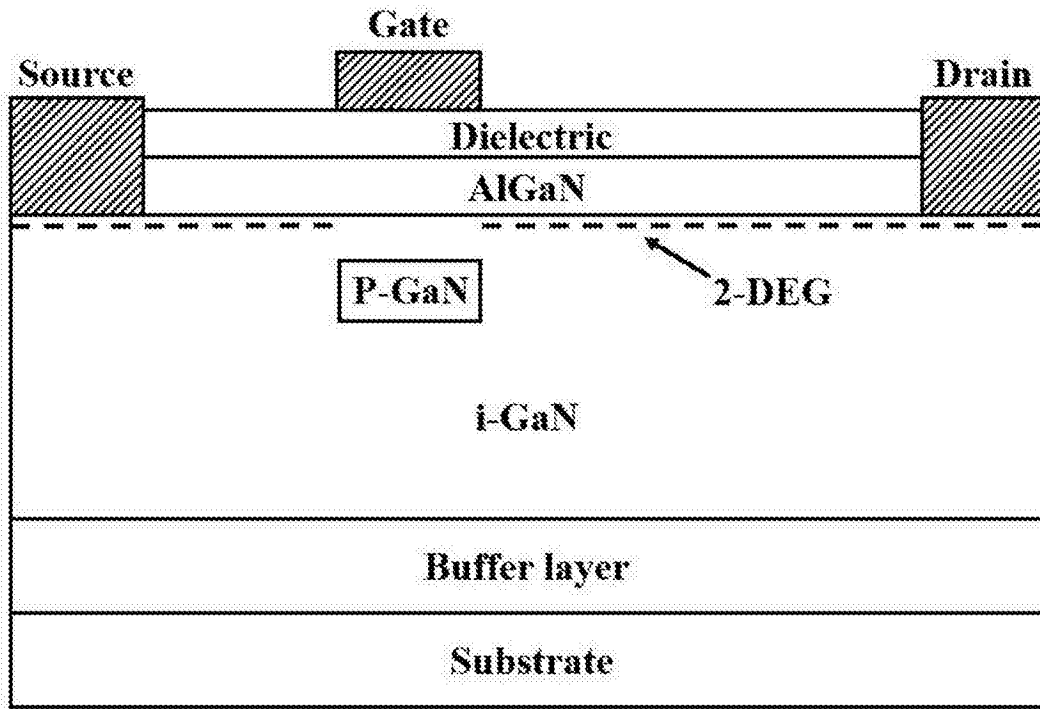 Gate
Source
Drain
Dielectric
AlGaN
P-GaN
2-DEG
i-GaN
Buffer layer
Substrate